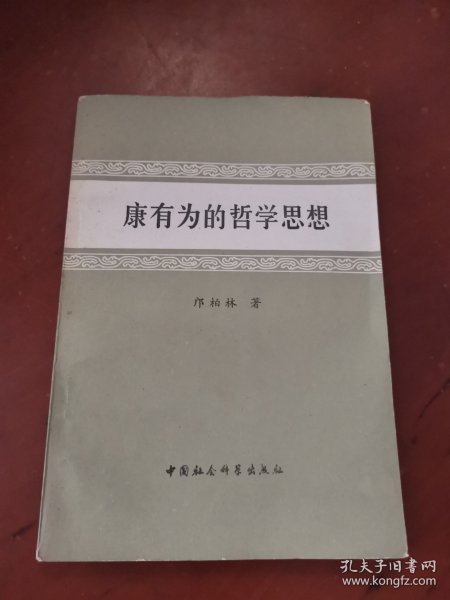 康有为的哲学思想
邝柏林 著
中国社会科学出版社
孔夫子旧书网
www.kongfz.com